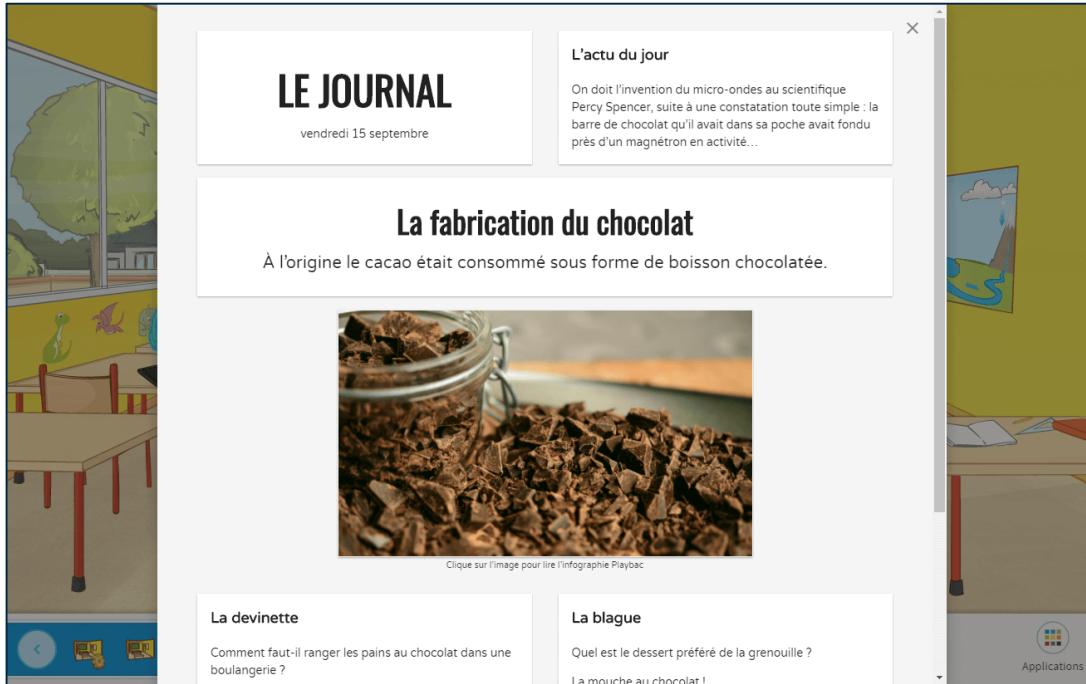 LE JOURNAL
vendredi 15 septembre
L'actu du jour
On doit l'invention du micro-ondes au scientifique
Percy Spencer, suite à une constatation toute simple : la
barre de chocolat qu'il avait dans sa poche avait fondu
près d'un magnétron en activité…
La fabrication du chocolat
À l'origine le cacao était consommé sous forme de boisson chocolatée.
Clique sur l'image pour lire l'infographie Playbac
La devinette
Comment faut-il ranger les pains au chocolat dans une
boulangerie ?
La blague
Quel est le dessert préféré de la grenouille ?
La mouche au chocolat !
Applications